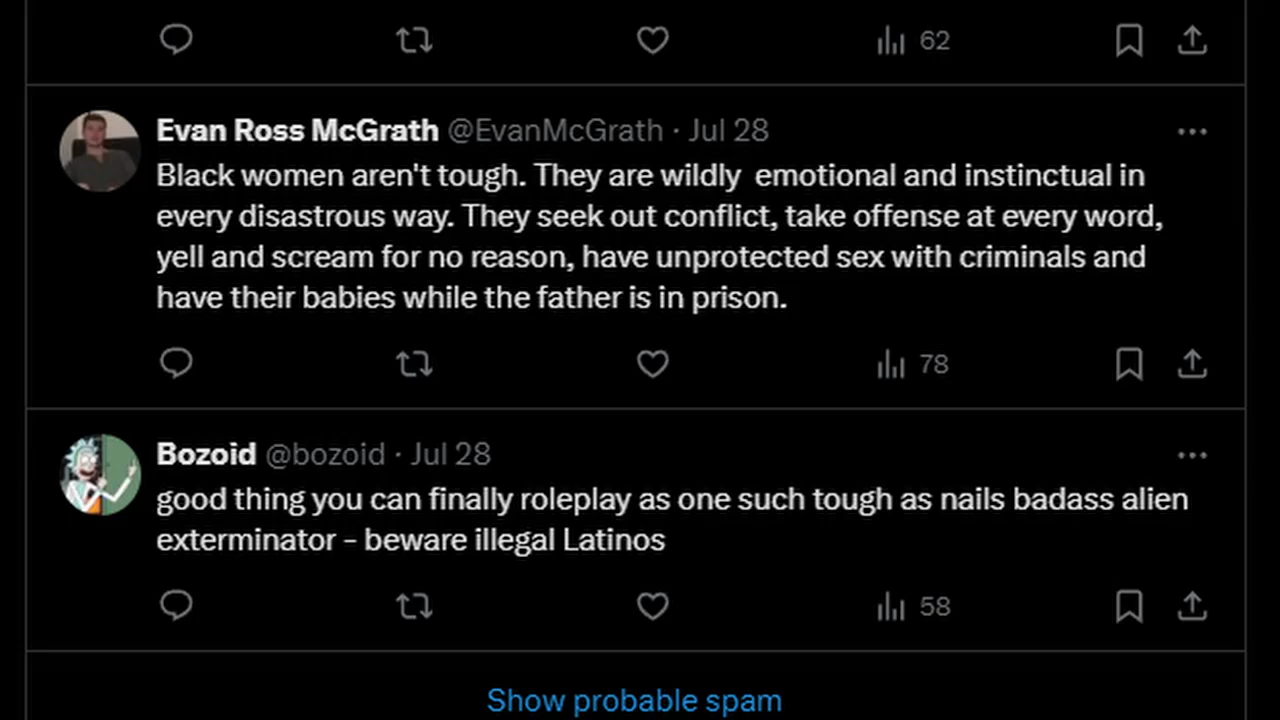 62
Evan Ross McGrath @EvanMcGrath · Jul 28
Black women aren't tough. They are wildly  emotional and instinctual in
every disastrous way. They seek out conflict, take offense at every word,
yell and scream for no reason, have unprotected sex with criminals and
have their babies while the father is in prison.
78
Bozoid @bozoid · Jul 28
good thing you can finally roleplay as one such tough as nails badass alien
exterminator - beware illegal Latinos
58
Show probable spam